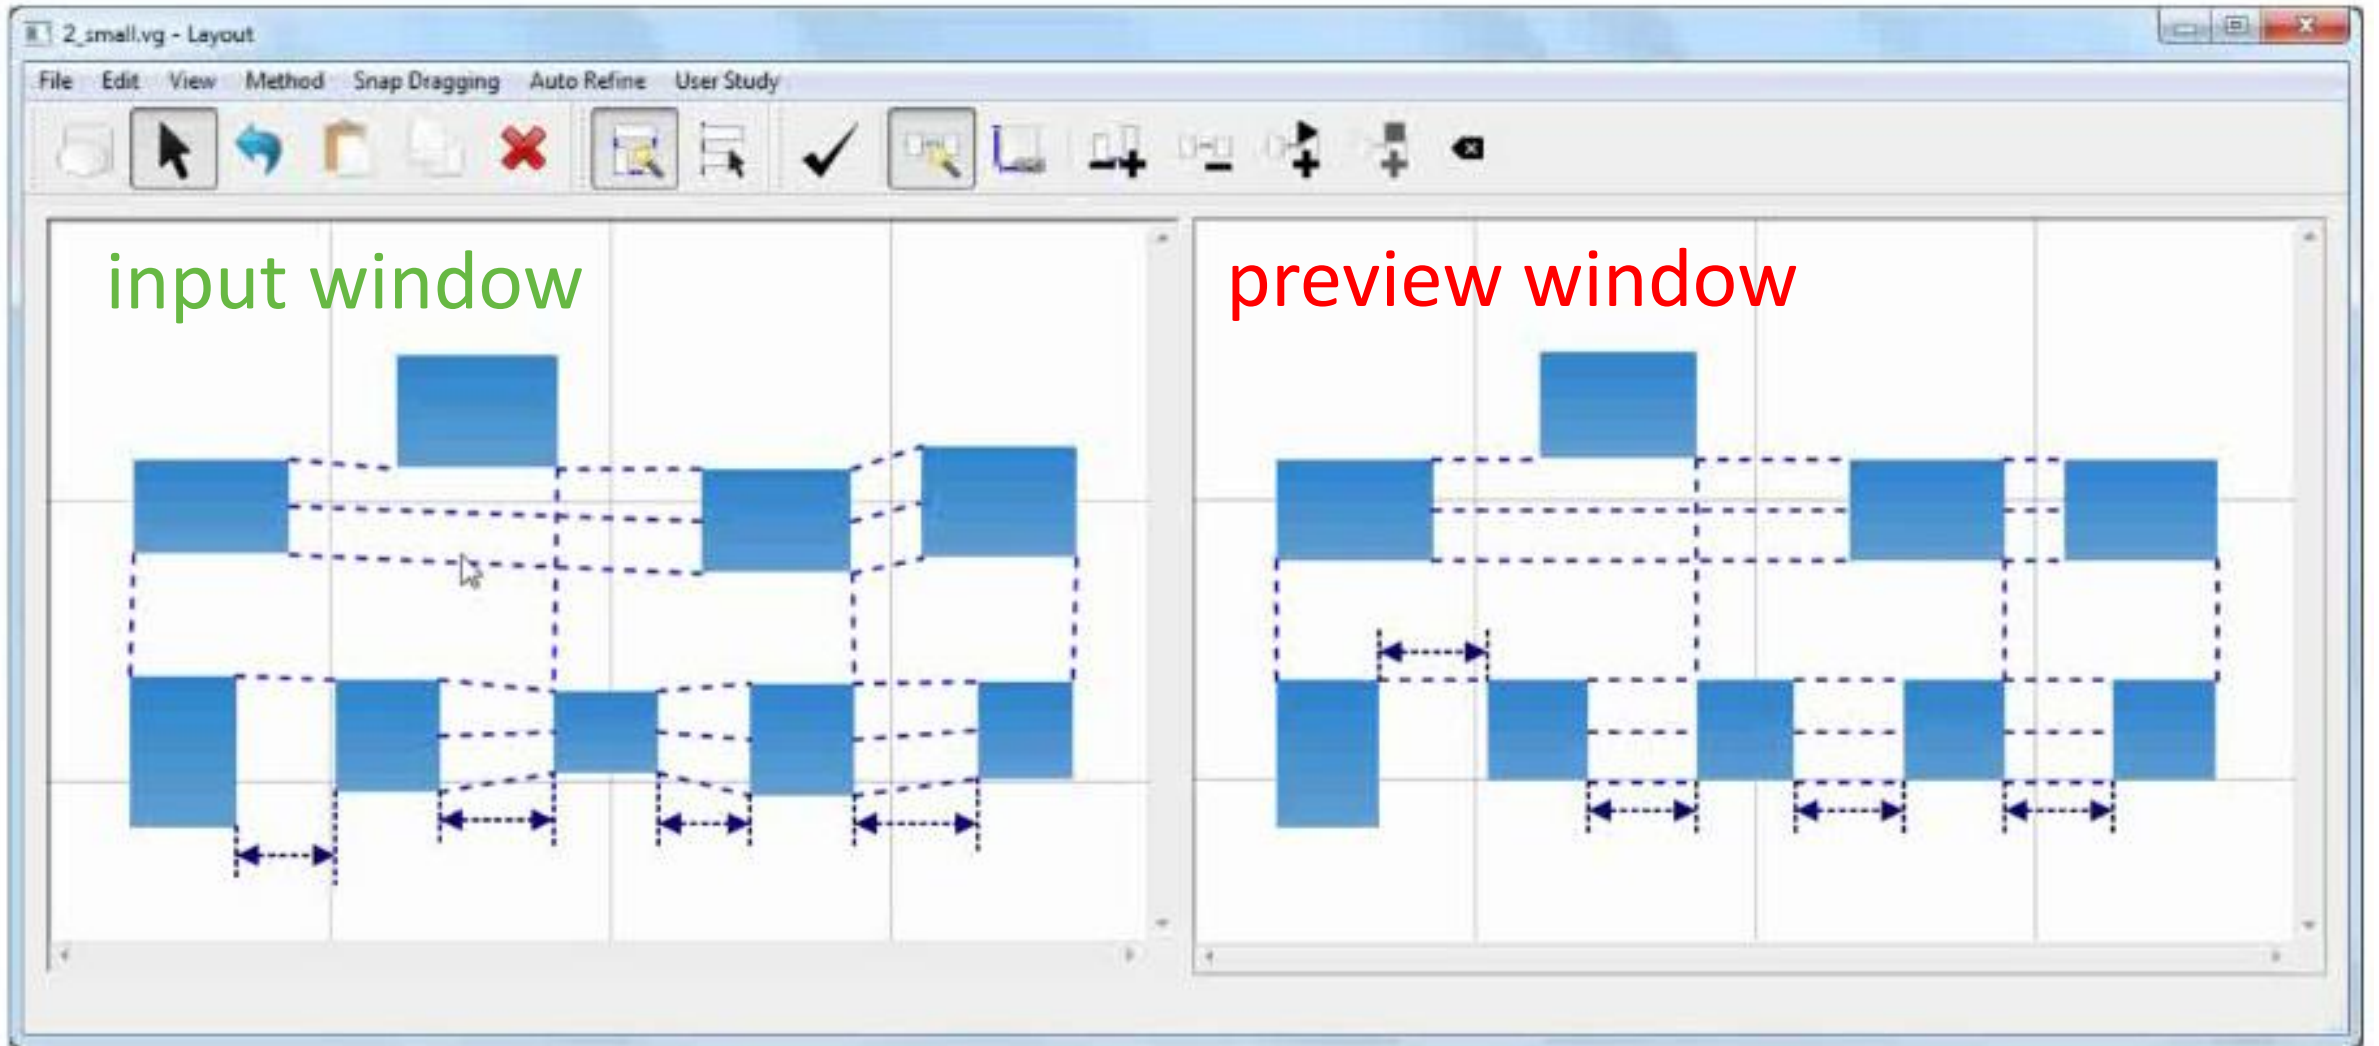 2_small.vg - Layout
File Edit View Method Snap Dragging Auto Refine User Study
input window
preview window